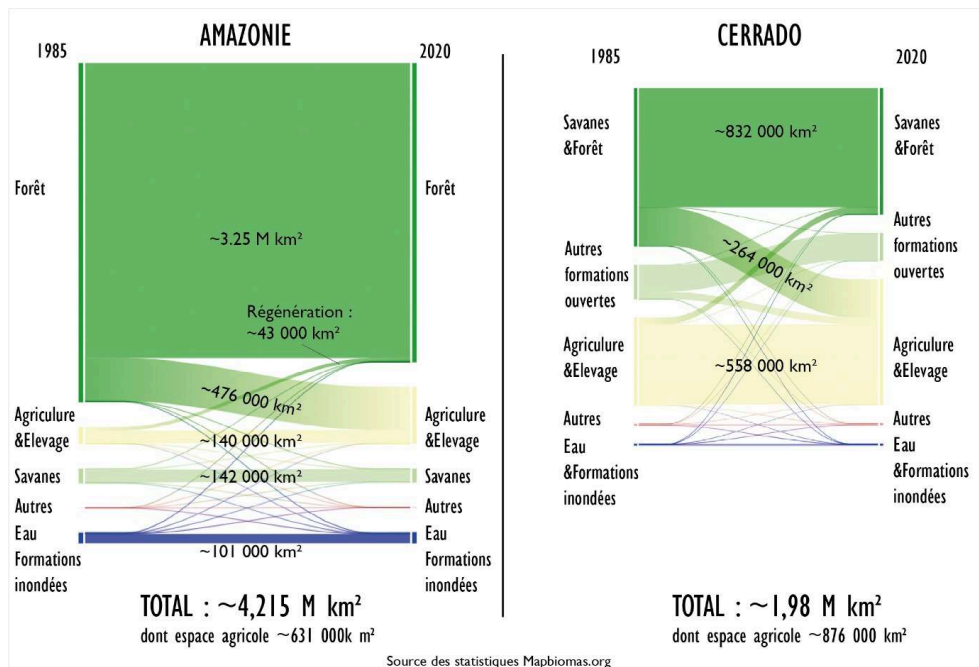 AMAZONIE
1985
2020
Forêt
Forêt
~3.25 M km²
Régénération :
~43 000 km²
~476 000 km²
Agriculure
&Elevage
Agriculure
&Elevage
~140 000 km²
Savanes
~142 000 km²
Savanes
Autres
Autres
Eau
Formations
inondées
Eau
Formations
inondées
~101 000 km²
TOTAL : ~4,215 M km²
dont espace agricole ~631 000k m²
CERRADO
1985
2020
Savanes
&Forêt
~832 000 km²
Savanes
&Forêt
Autres
formations
ouvertes
Autres
formations
ouvertes
~264 000 km²
Agriculure
&Elevage
~558 000 km²
Agriculure
&Elevage
Autres
Autres
Eau
&Formations
inondées
Eau
&Formations
inondées
TOTAL : ~1,98 M km²
dont espace agricole ~876 000 km²
Source des statistiques Mapbiomas.org